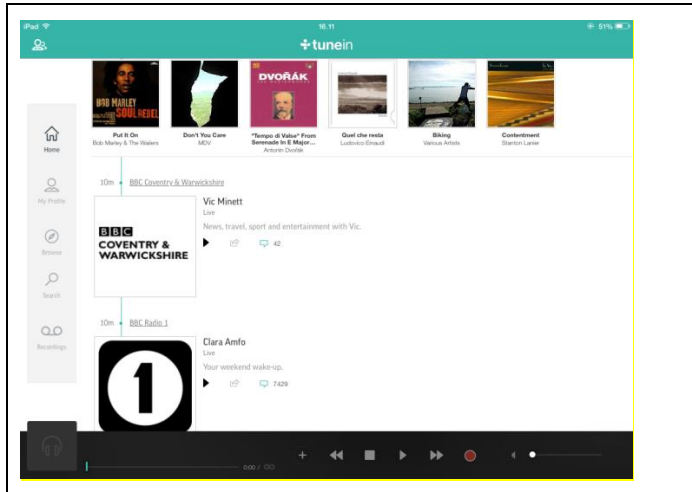 iPad
16.11
51%
tunein
BOB MARLEY
SOUL REBEL
DVOŘÁK
Put It On
Bob Marley & The Wailers
Don't You Care
MDV
"Tempo di Valse" From
Serenade In E Major...
Antonin Dvořák
Quel che resta
Ludovico Einaudi
Biking
Various Artists
Contentment
Stanton Lanier
Home
My Profile
Browse
Search
Recordings
10m
BBC Coventry & Warwickshire
BBC
COVENTRY &
WARWICKSHIRE
Vic Minett
Live
News, travel, sport and entertainment with Vic.
42
10m
BBC Radio 1
1
Clara Amfo
Live
Your weekend wake-up.
7429
0:00 / ∞